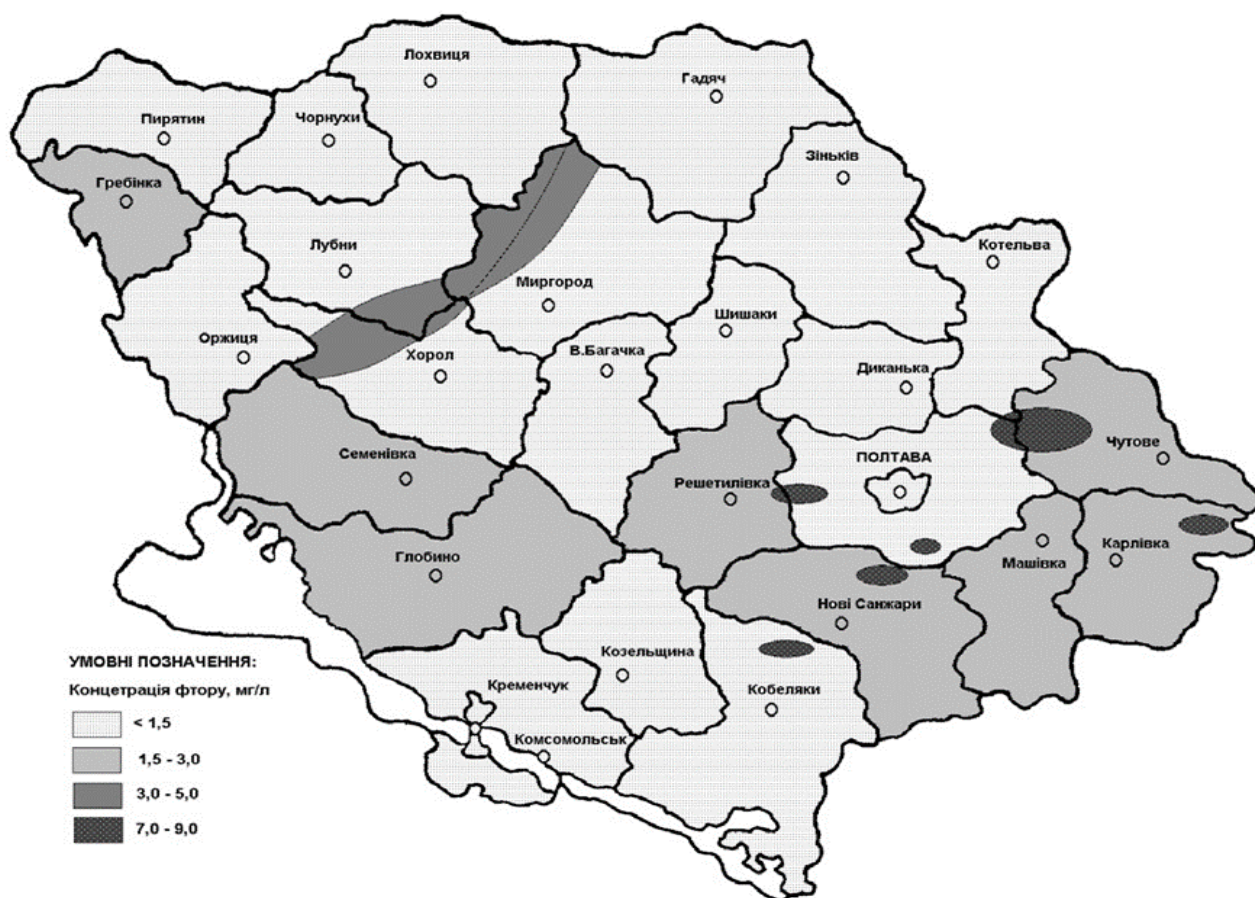 Лохвиця
Гадяч
Пирятин
Чорнухи
Зіньків
Гребінка
Лубни
Котельва
Миргород
Шишаки
Оржиця
Хорол
В.Багачка
Диканька
Чутове
Семенівка
Решетилівка
ПОЛТАВА
Глобино
Машівка
Карлівка
Нові Санжари
Козельщина
Кременчук
Кобеляки
Комсомольськ
УМОВНІ ПОЗНАЧЕННЯ:
Концетрація фтору, мг/л
< 1,5
1,5 - 3,0
3,0 - 5,0
7,0 - 9,0